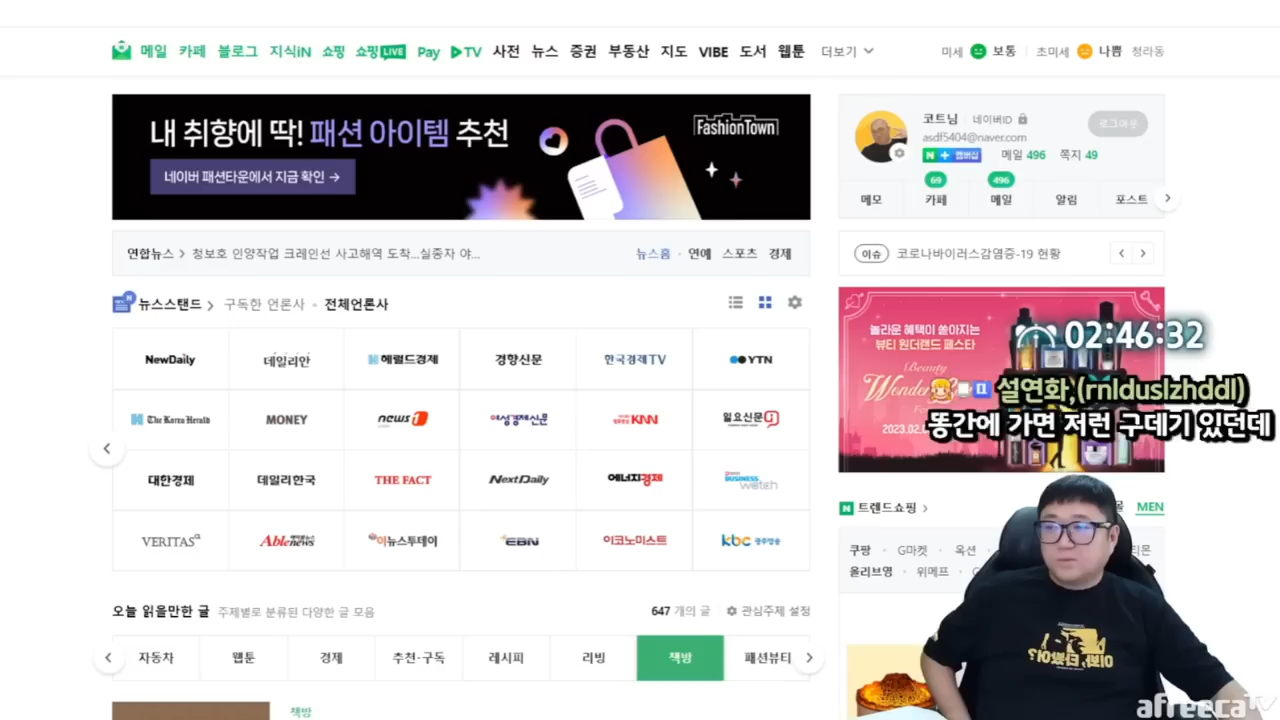 메일 카페 블로그 지식iN 쇼핑 쇼핑LIVE Pay TV 사전 뉴스 증권 부동산 지도 VIBE 도서 웹툰 더보기
미세 보통 초미세 나쁨 청라동
내 취향에 딱! 패션 아이템 추천
네이버 패션타운에서 지금 확인 →
FashionTown
코트님 네이버ID
로그아웃
asdf5404@naver.com
N + 멤버십 메일 496 쪽지 49
69 496
메모 카페 메일 알림 포스트
연합뉴스 > 청보호 인양작업 크레인선 사고해역 도착...실종자 야...
뉴스홈 연예 스포츠 경제
이슈 코로나바이러스감염증-19 현황
뉴스스탠드 > 구독한 언론사 전체언론사
NewDaily 데일리안 헤럴드경제 경향신문 한국경제TV YTN
The Korea Herald MONEY news1 여성경제신문 KNN 일요신문
대한경제 데일리한국 THE FACT NextDaily 에너지경제 BUSINESS watch
VERITAS α Able news 이뉴스투데이 EBN 이코노미스트 kbc 광주방송
놀라운 혜택이 쏟아지는
뷰티 원더랜드 페스타
Beauty
Wonder
2023.02.0
02:46:32
설연화,(rnlduslzhddl)
똥간에 가면 저런 구데기 있던데
N 트렌드쇼핑 >
몰 MEN
쿠팡 G마켓 옥션 티몬
올리브영 위메프
오늘 읽을만한 글 주제별로 분류된 다양한 글 모음
647 개의 글 관심주제 설정
자동차 웹툰 경제 추천·구독 레시피 리빙 책방 패션뷰티
책방
afreecaTV